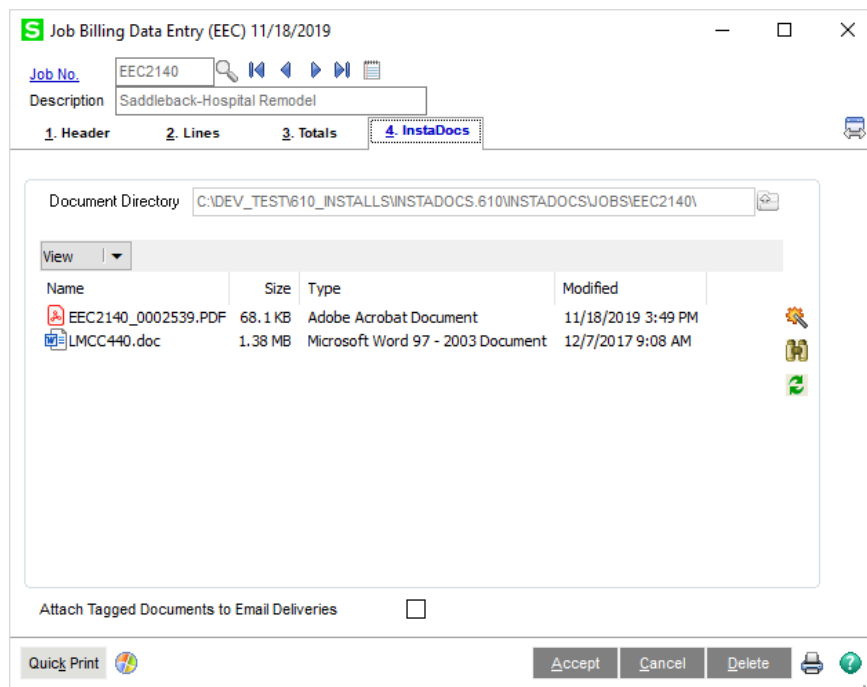 S Job Billing Data Entry (EEC) 11/18/2019
Job No. EEC2140
Description Saddleback-Hospital Remodel
1. Header 2. Lines 3. Totals 4. InstaDocs
Document Directory C:\DEV_TEST\610_INSTALLS\INSTADOCS.610\INSTADOCS\JOBS\EEC2140\
View
Name Size Type Modified
EEC2140_0002539.PDF 68.1 KB Adobe Acrobat Document 11/18/2019 3:49 PM
LMCC440.doc 1.38 MB Microsoft Word 97 - 2003 Document 12/7/2017 9:08 AM
Attach Tagged Documents to Email Deliveries
Quick Print Accept Cancel Delete ?